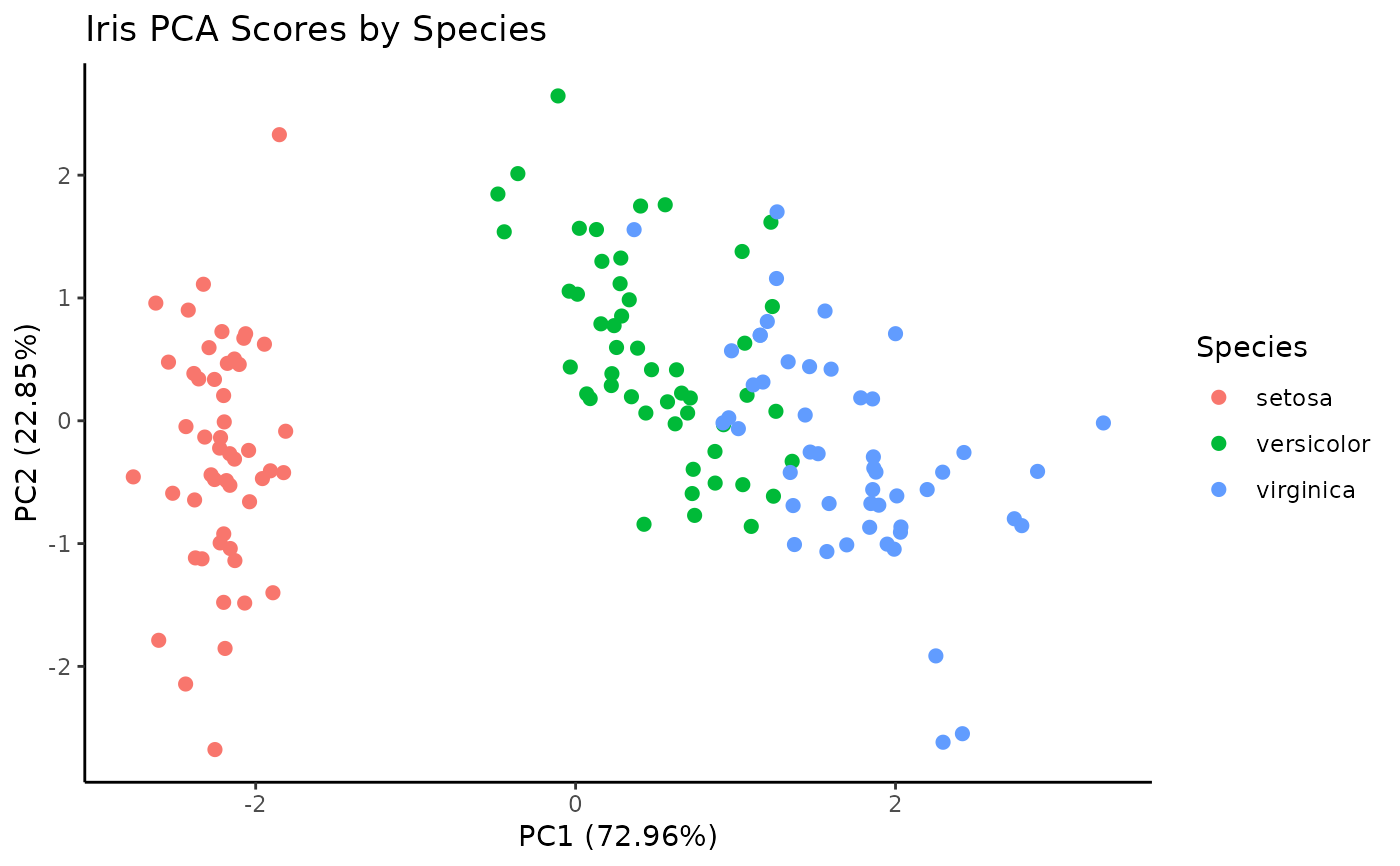 Iris PCA Scores by Species
PC2 (22.85%)
2
1
0
-1
-2
-2
0
2
PC1 (72.96%)
Species
setosa
versicolor
virginica